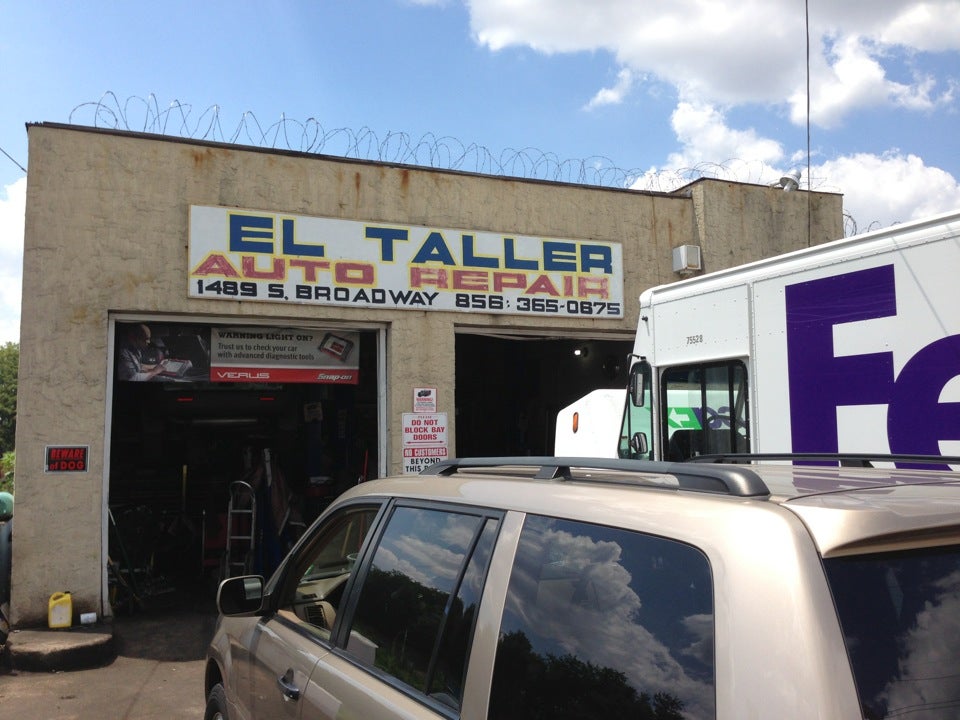 EL TALLER
AUTO REPAIR
1489 S. BROADWAY 856: 365-0675
WARNING LIGHT ON?
Trust us to check your car
with advanced diagnostic tools
VERUS Snap-on
75528
Fe
WARNING
DO NOT
BLOCK BAY
DOORS
NO CUSTOMERS
BEYOND
THIS
BEWARE
of DOG